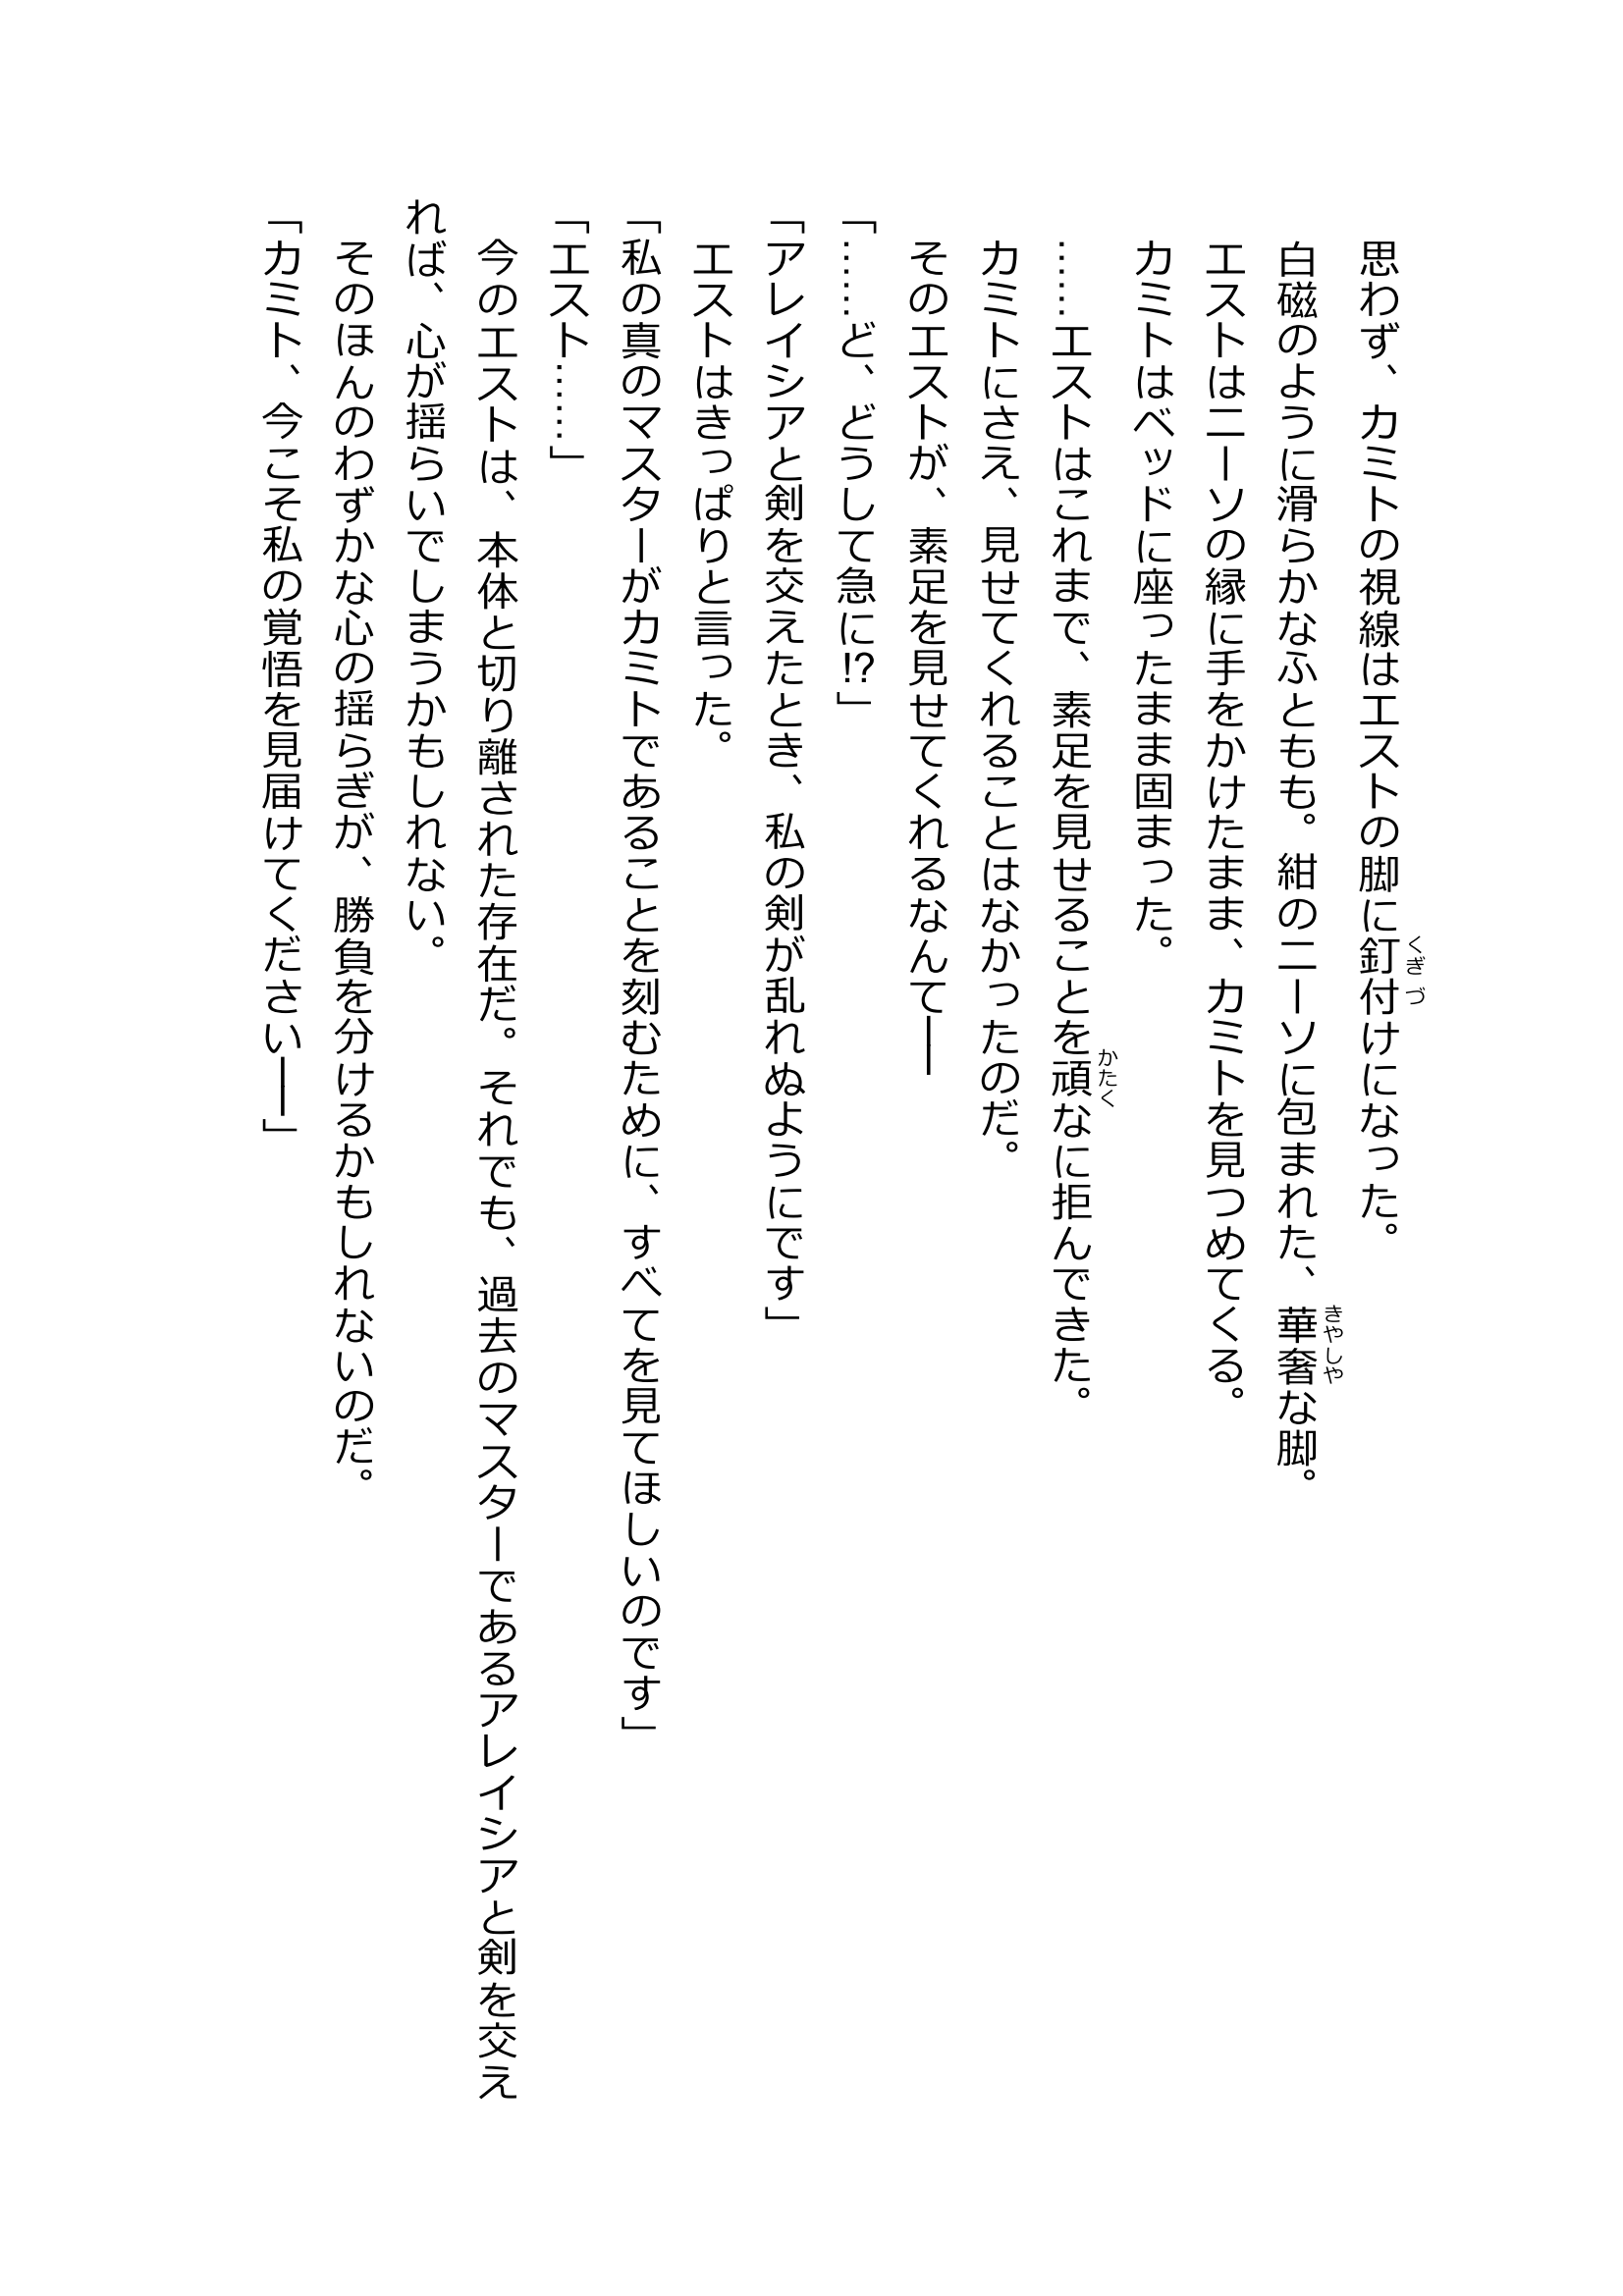 思わず、カミトの視線はエストの脚に釘付けになった。
白磁のように滑らかなふともも。紺のニーソに包まれた、華奢な脚。
エストはニーソの縁に手をかけたまま、カミトを見つめてくる。
カミトはベッドに座ったまま固まった。
……エストはこれまで、素足を見せることを頑なに拒んできた。
カミトにさえ、見せてくれることはなかったのだ。
そのエストが、素足を見せてくれるなんて――
「……ど、どうして急に!?」
「アレイシアと剣を交えたとき、私の剣が乱れぬようにです」
エストはきっぱりと言った。
「私の真のマスターがカミトであることを刻むために、すべてを見てほしいのです」
「エスト……」
今のエストは、本体と切り離された存在だ。それでも、過去のマスターであるアレイシアと剣を交え
れば、心が揺らいでしまうかもしれない。
そのほんのわずかな心の揺らぎが、勝負を分けるかもしれないのだ。
「カミト、今こそ私の覚悟を見届けてください――」